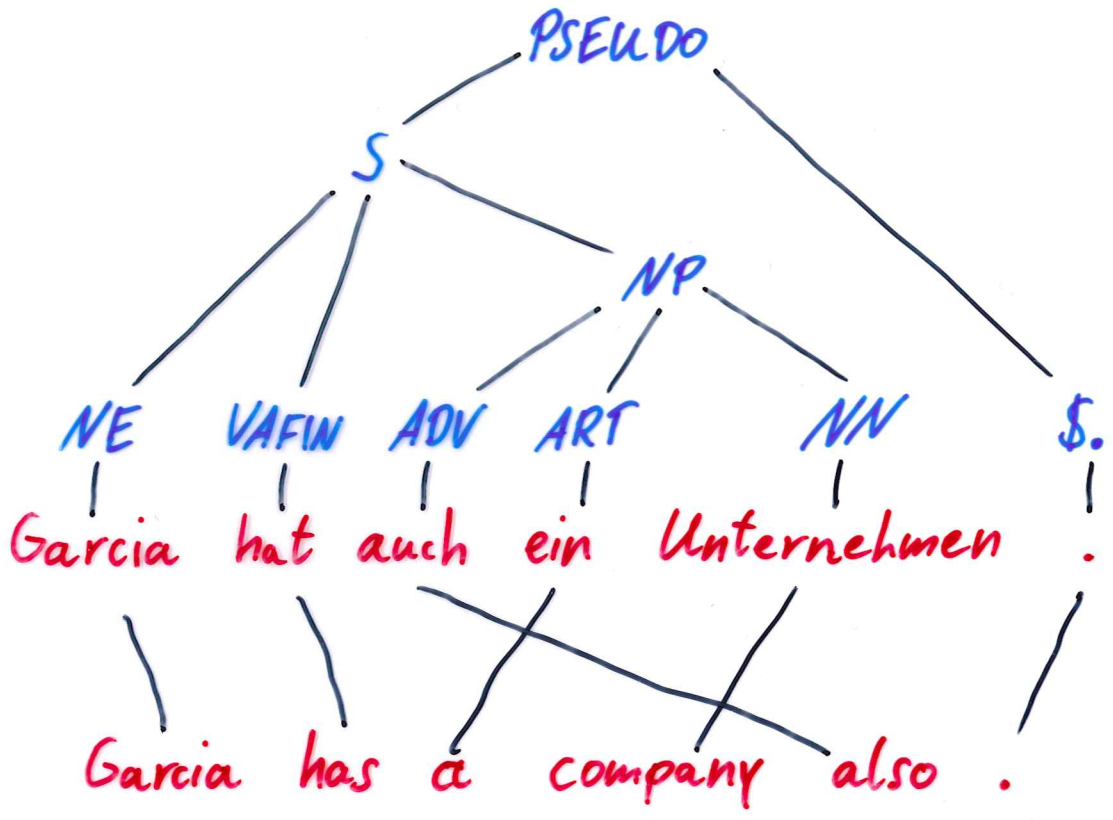 PSEUDO
S
NP
NE VAFIN ADV ART NN $.
Garcia hat auch ein Unternehmen .
Garcia has a company also .